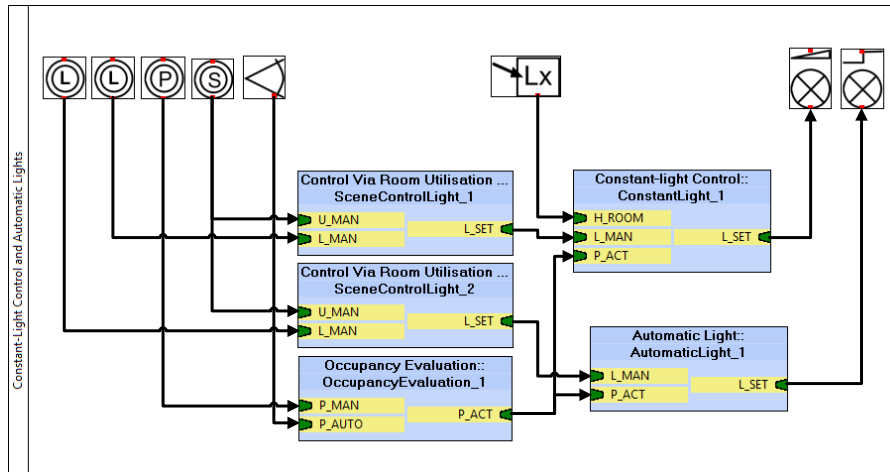 Constant-Light Control and Automatic Lights
L
L
P
S
Lx
Control Via Room Utilisation ...
SceneControlLight_1
U_MAN
L_MAN
L_SET
Constant-light Control::
ConstantLight_1
H_ROOM
L_MAN
P_ACT
L_SET
Control Via Room Utilisation ...
SceneControlLight_2
U_MAN
L_MAN
L_SET
Automatic Light::
AutomaticLight_1
L_MAN
P_ACT
L_SET
Occupancy Evaluation::
OccupancyEvaluation_1
P_MAN
P_AUTO
P_ACT